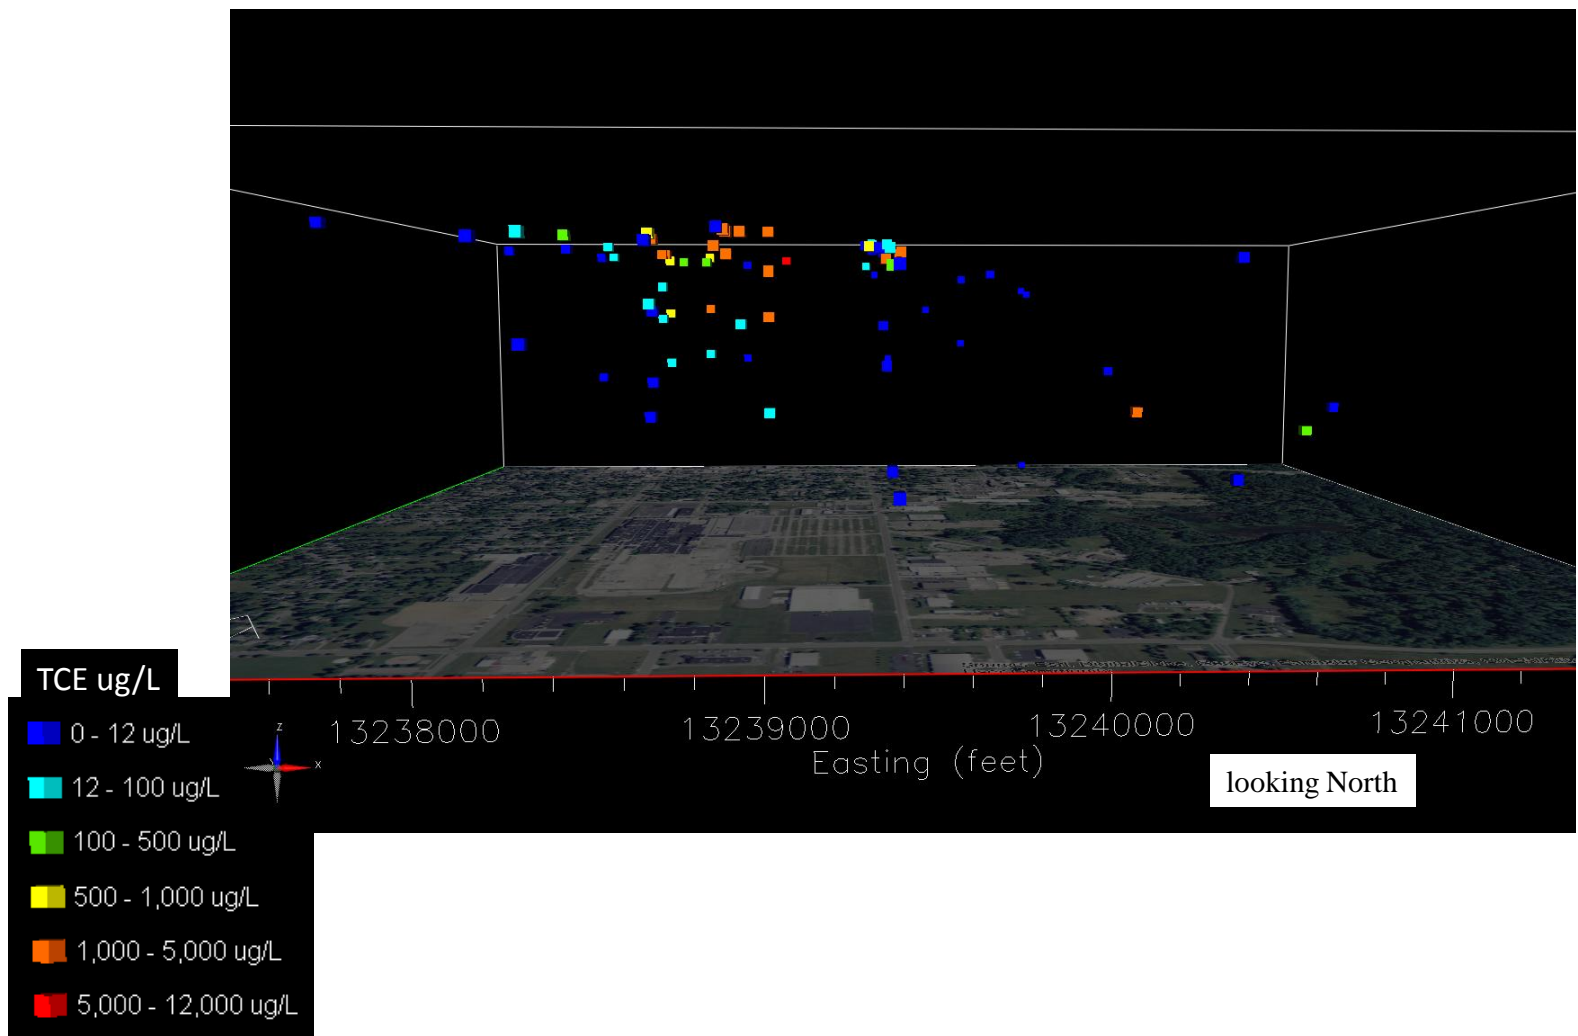 TCE ug/L
0 - 12 ug/L
12 - 100 ug/L
100 - 500 ug/L
500 - 1,000 ug/L
1,000 - 5,000 ug/L
5,000 - 12,000 ug/L
z
x
13238000
13239000
13240000
13241000
Easting (feet)
looking North